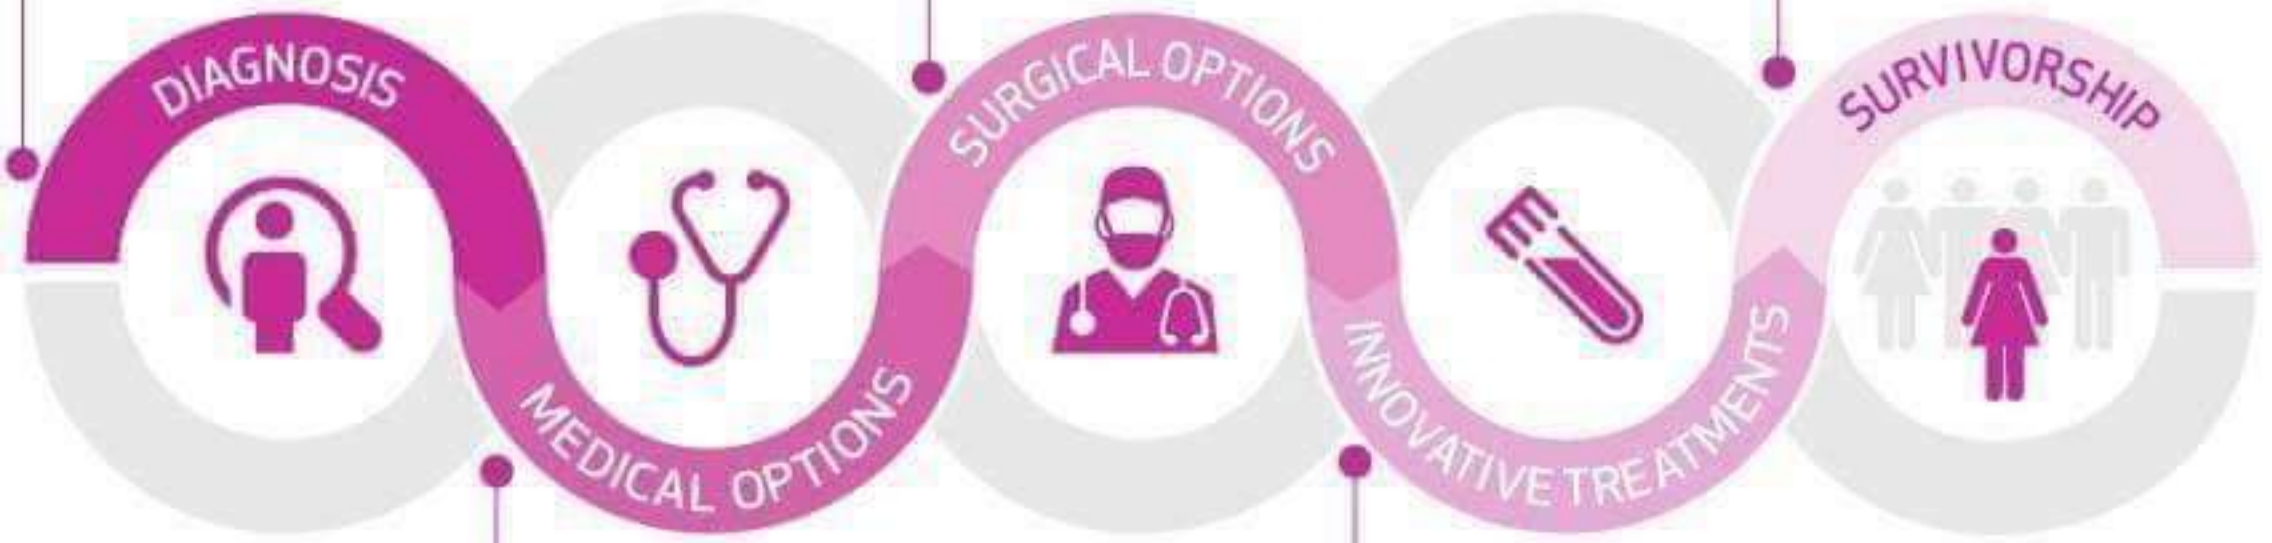 DIAGNOSIS
MEDICAL OPTIONS
SURGICAL OPTIONS
INNOVATIVE TREATMENTS
SURVIVORSHIP